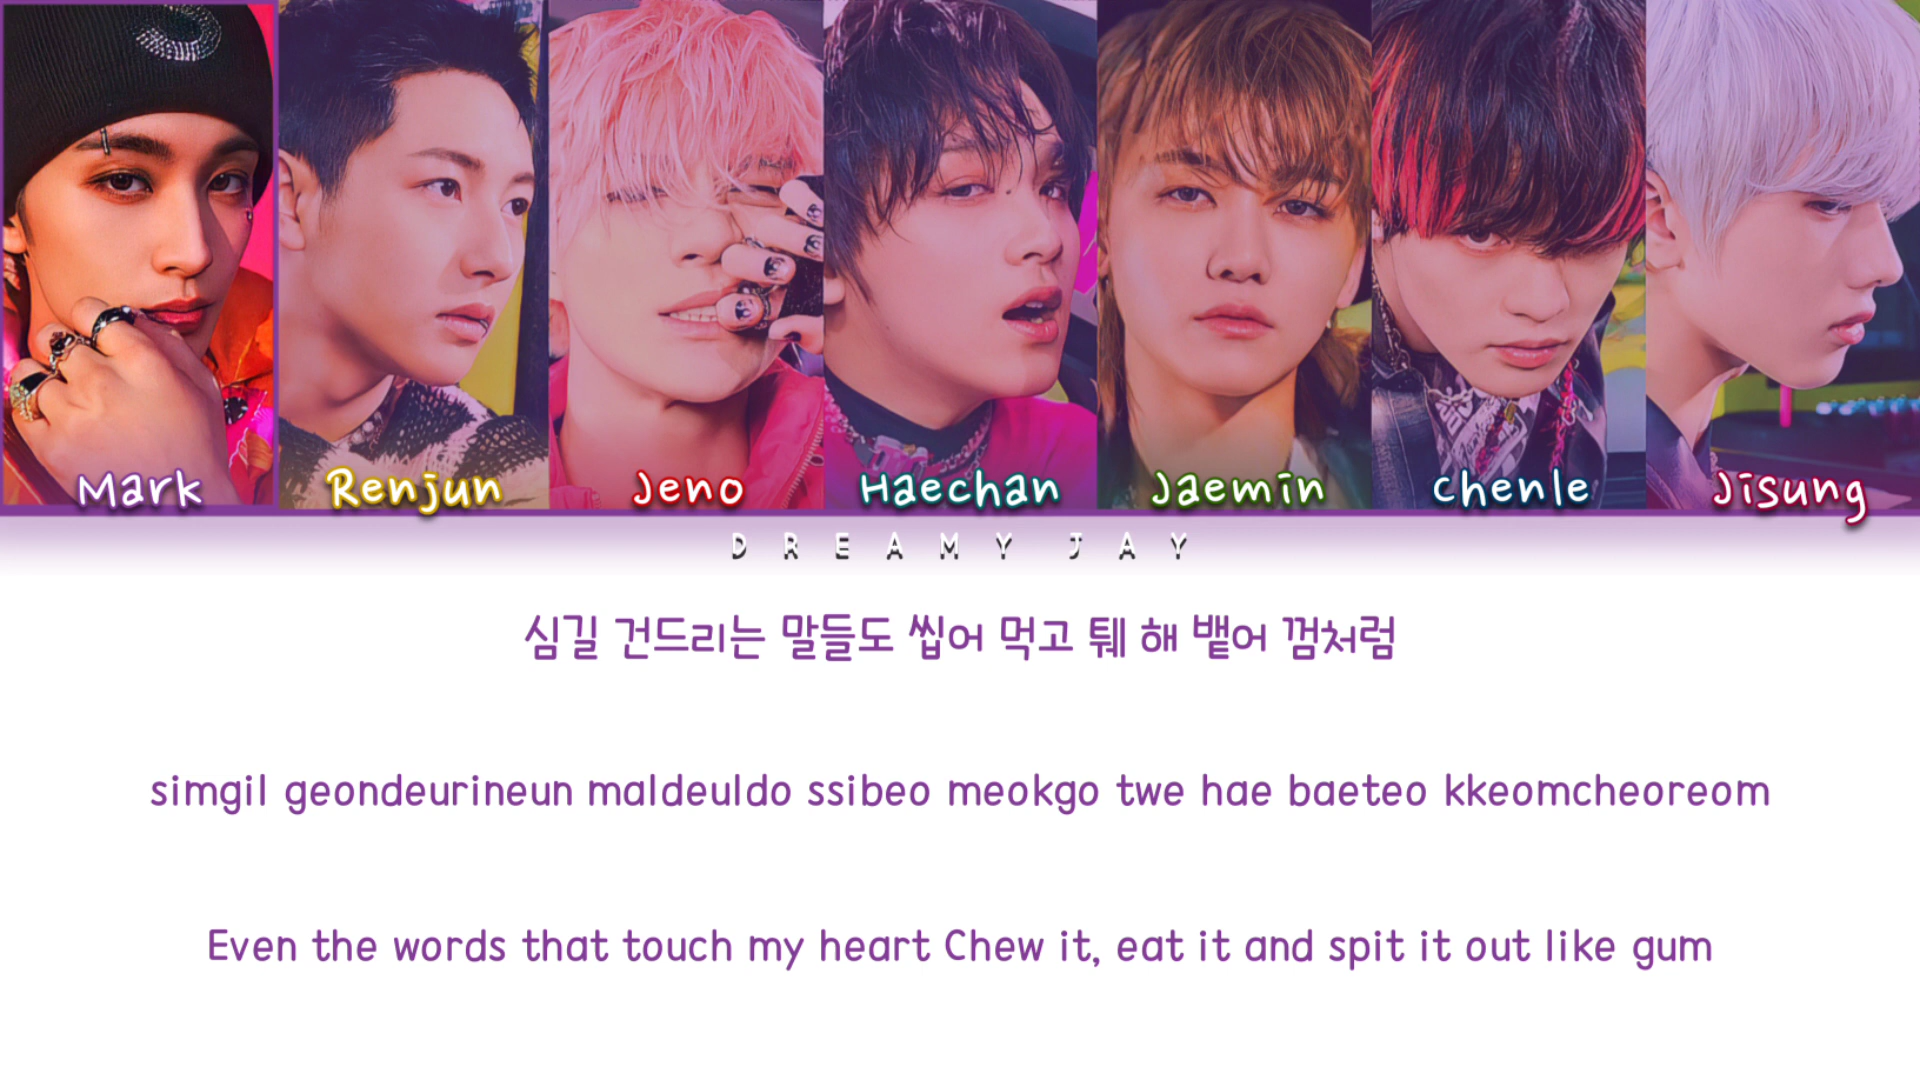 Mark Renjun Jeno Haechan Jaemin Chenle Jisung
DREAMY JAY
심길 건드리는 말들도 씹어 먹고 퉤 해 뱉어 껌처럼
simgil geondeurineun maldeuldo ssibeo meokgo twe hae baeteo kkeomcheoreom
Even the words that touch my heart Chew it, eat it and spit it out like gum